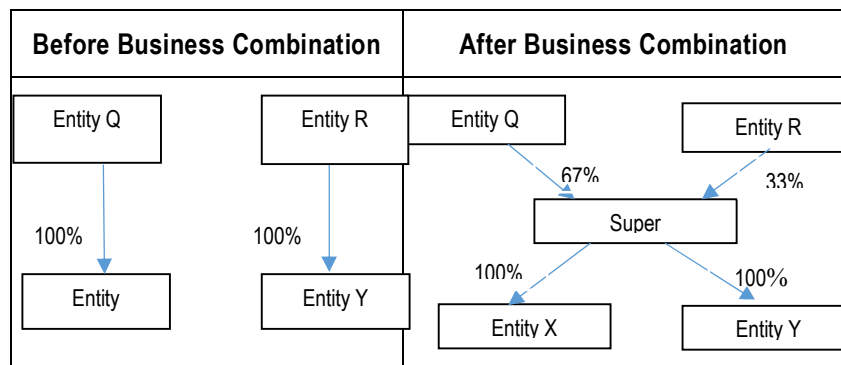 Before Business Combination
After Business Combination
Entity Q
Entity R
Entity Q
Entity R
67%
33%
100%
100%
Super
100%
100%
Entity
Entity Y
Entity X
Entity Y